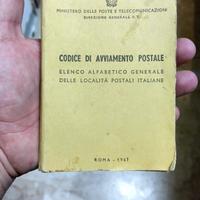 MINISTERO DELLE POSTE E TELECOMUNICAZIONI
DIREZIONE GENERALE P. T.
CODICE DI AVVIAMENTO POSTALE
ELENCO ALFABETICO GENERALE
DELLE LOCALITÀ POSTALI ITALIANE
ROMA - 1967